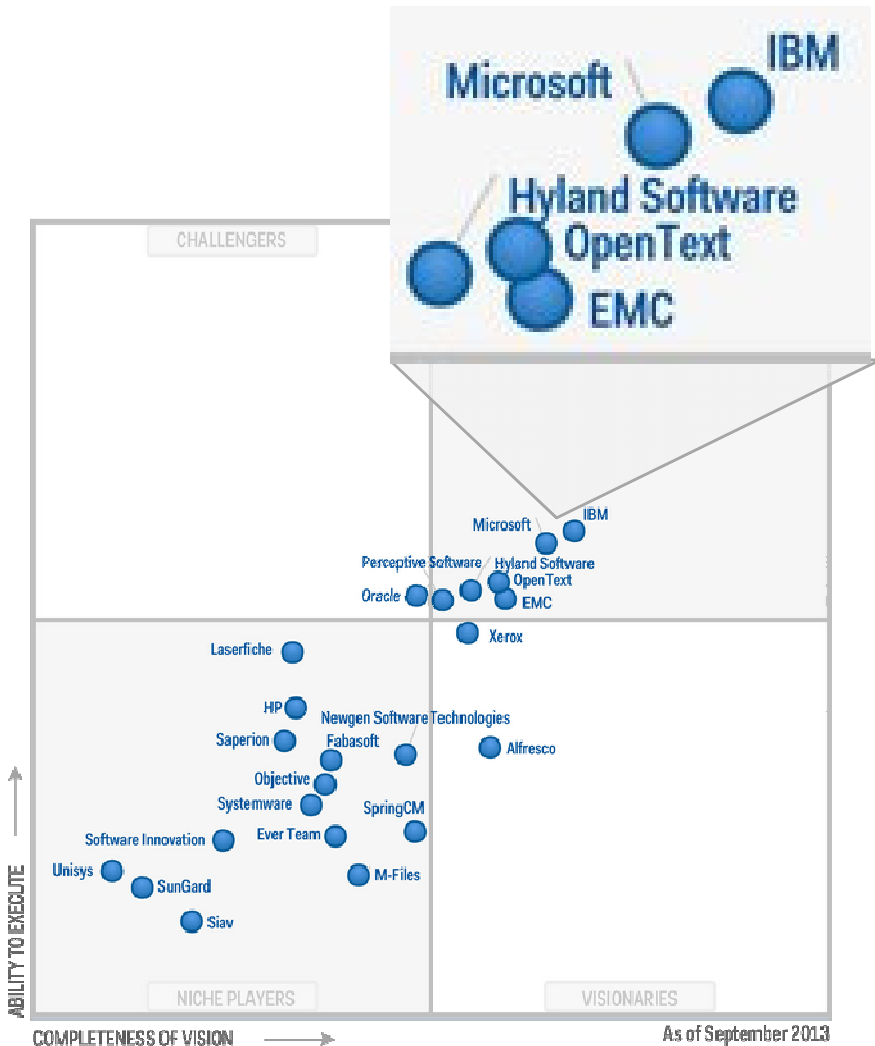 IBM
Microsoft
Hyland Software
OpenText
EMC
CHALLENGERS
IBM
Microsoft
Perceptive Software
Hyland Software
OpenText
Oracle
EMC
Xerox
Laserfiche
HP
Newgen Software Technologies
Saperion
Fabasoft
Alfresco
Objective
Systemware
SpringCM
Ever Team
Software Innovation
Unisys
M-Files
SunGard
Siav
ABILITY TO EXECUTE
NICHE PLAYERS
VISIONARIES
COMPLETENESS OF VISION
As of September 2013